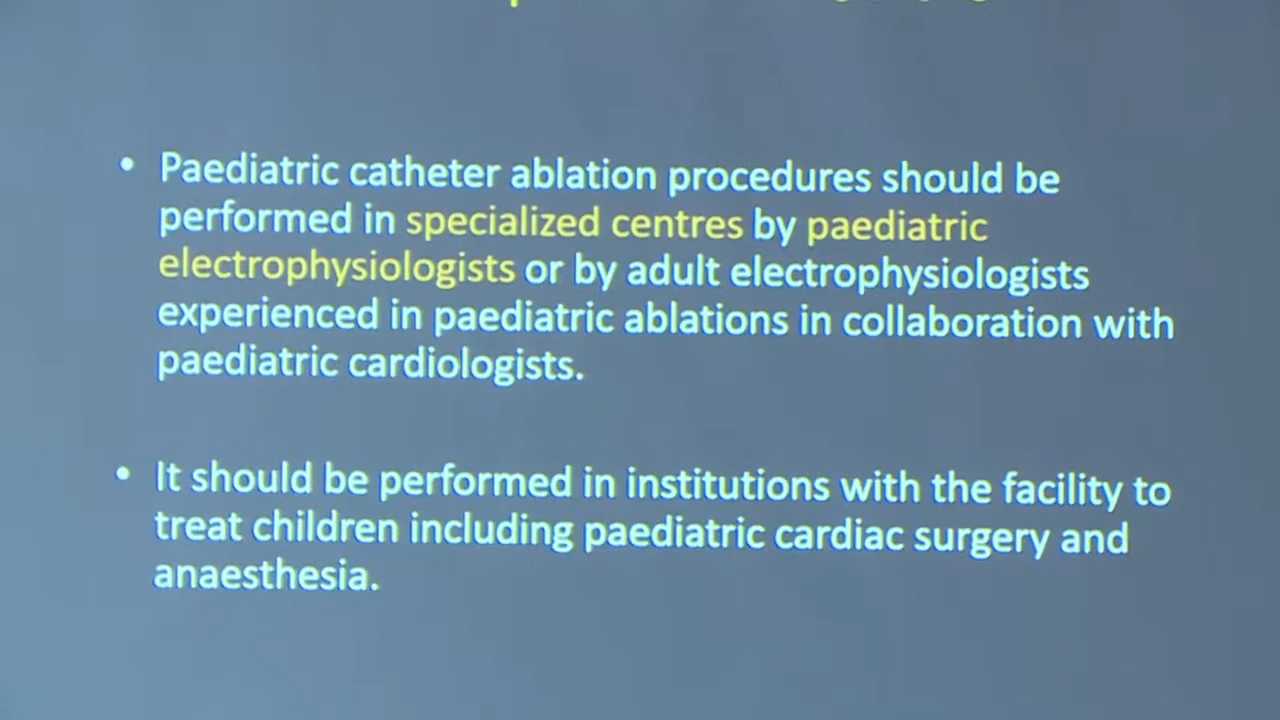 • Paediatric catheter ablation procedures should be
performed in specialized centres by paediatric
electrophysiologists or by adult electrophysiologists
experienced in paediatric ablations in collaboration with
paediatric cardiologists.
• It should be performed in institutions with the facility to
treat children including paediatric cardiac surgery and
anaesthesia.